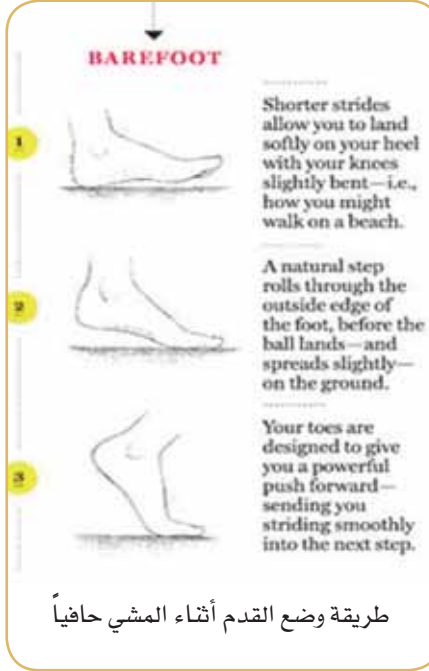 BAREFOOT
1
Shorter strides
allow you to land
softly on your heel
with your knees
slightly bent—i.e.,
how you might
walk on a beach.
2
A natural step
rolls through the
outside edge of
the foot, before the
ball lands—and
spreads slightly—
on the ground.
3
Your toes are
designed to give
you a powerful
push forward—
sending you
striding smoothly
into the next step.
طريقة وضع القدم أثناء المشي حافياً